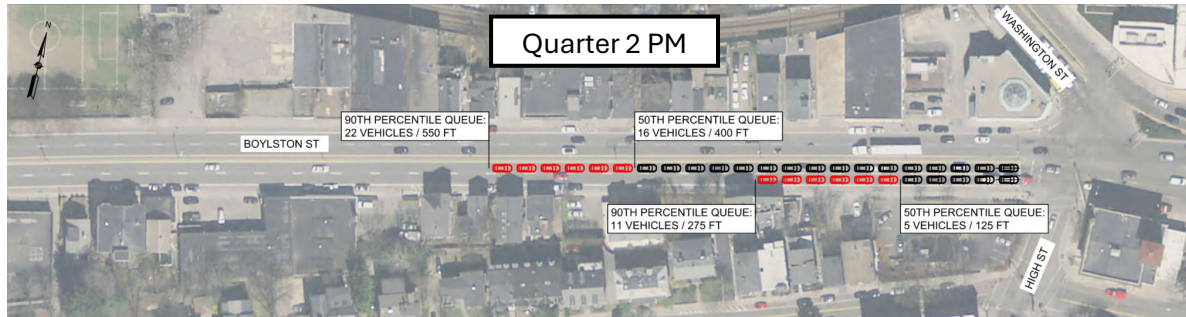 Quarter 2 PM
N
WASHINGTON ST
90TH PERCENTILE QUEUE:
22 VEHICLES / 550 FT
50TH PERCENTILE QUEUE:
16 VEHICLES / 400 FT
BOYLSTON ST
90TH PERCENTILE QUEUE:
11 VEHICLES / 275 FT
50TH PERCENTILE QUEUE:
5 VEHICLES / 125 FT
HIGH ST